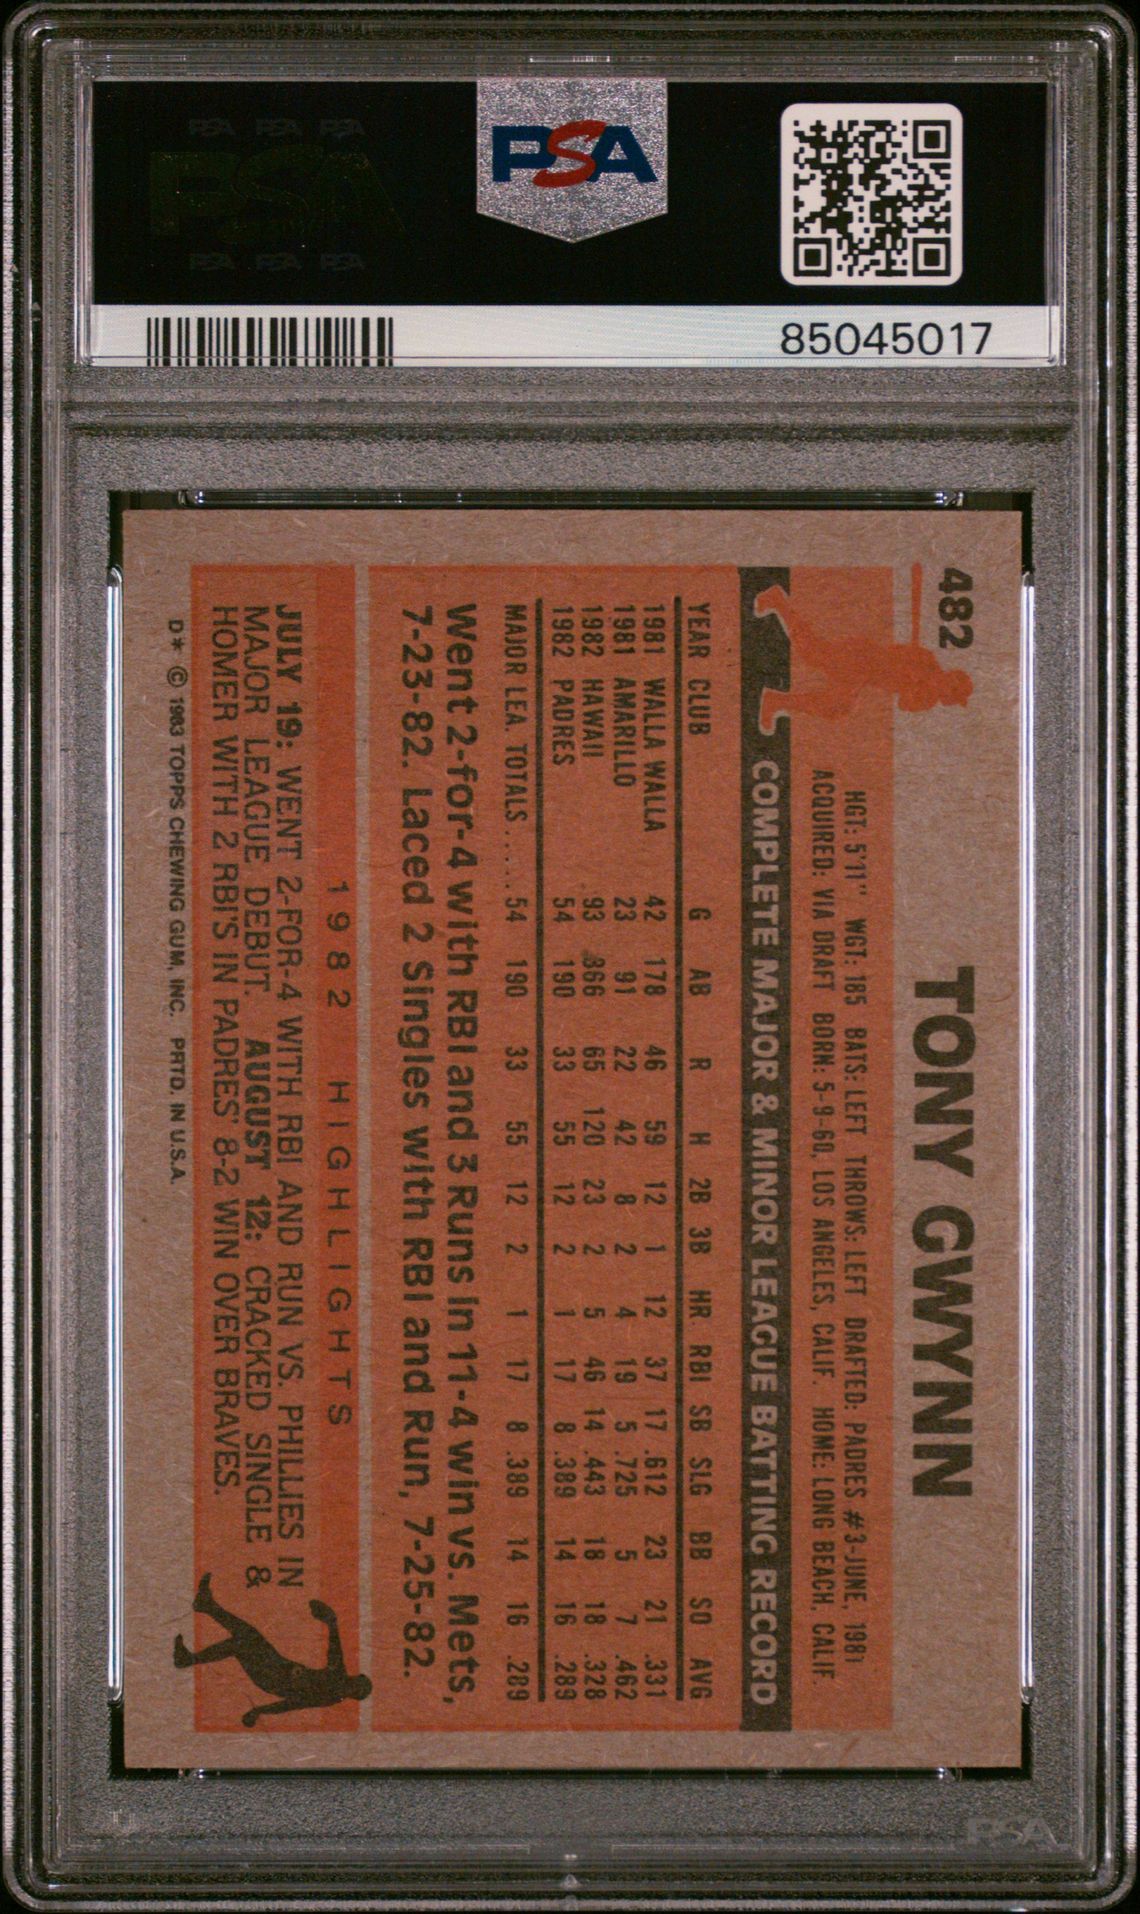 PSA
PSA PSA PSA
PSA
PSA PSA PSA
85045017
482
TONY GWYNN
HGT: 5'11" WGT: 185 BATS: LEFT THROWS: LEFT DRAFTED: PADRES #3-JUNE, 1981
ACQUIRED: VIA DRAFT BORN: 5-9-60, LOS ANGELES, CALIF. HOME: LONG BEACH, CALIF.
COMPLETE MAJOR & MINOR LEAGUE BATTING RECORD
YEAR CLUB G AB R H 2B 3B HR RBI SB SLG BB SO AVG
1981 WALLA WALLA 42 178 46 59 12 1 12 37 17 .612 23 21 .331
1981 AMARILLO 23 91 22 42 8 2 4 19 5 .725 5 7 .462
1982 HAWAII 93 366 65 120 23 2 5 46 14 .443 18 18 .328
1982 PADRES 54 190 33 55 12 2 1 17 8 .389 14 16 .289
MAJOR LEA. TOTALS ..... 54 190 33 55 12 2 1 17 8 .389 14 16 .289
Went 2-for-4 with RBI and 3 Runs in 11-4 win vs. Mets,
7-23-82. Laced 2 Singles with RBI and Run, 7-25-82.
1982 HIGHLIGHTS
JULY 19: WENT 2-FOR-4 WITH RBI AND RUN VS. PHILLIES IN
MAJOR LEAGUE DEBUT. AUGUST 12: CRACKED SINGLE &
HOMER WITH 2 RBI'S IN PADRES' 8-2 WIN OVER BRAVES.
D* © 1983 TOPPS CHEWING GUM, INC. PRTD. IN U.S.A.
PSA